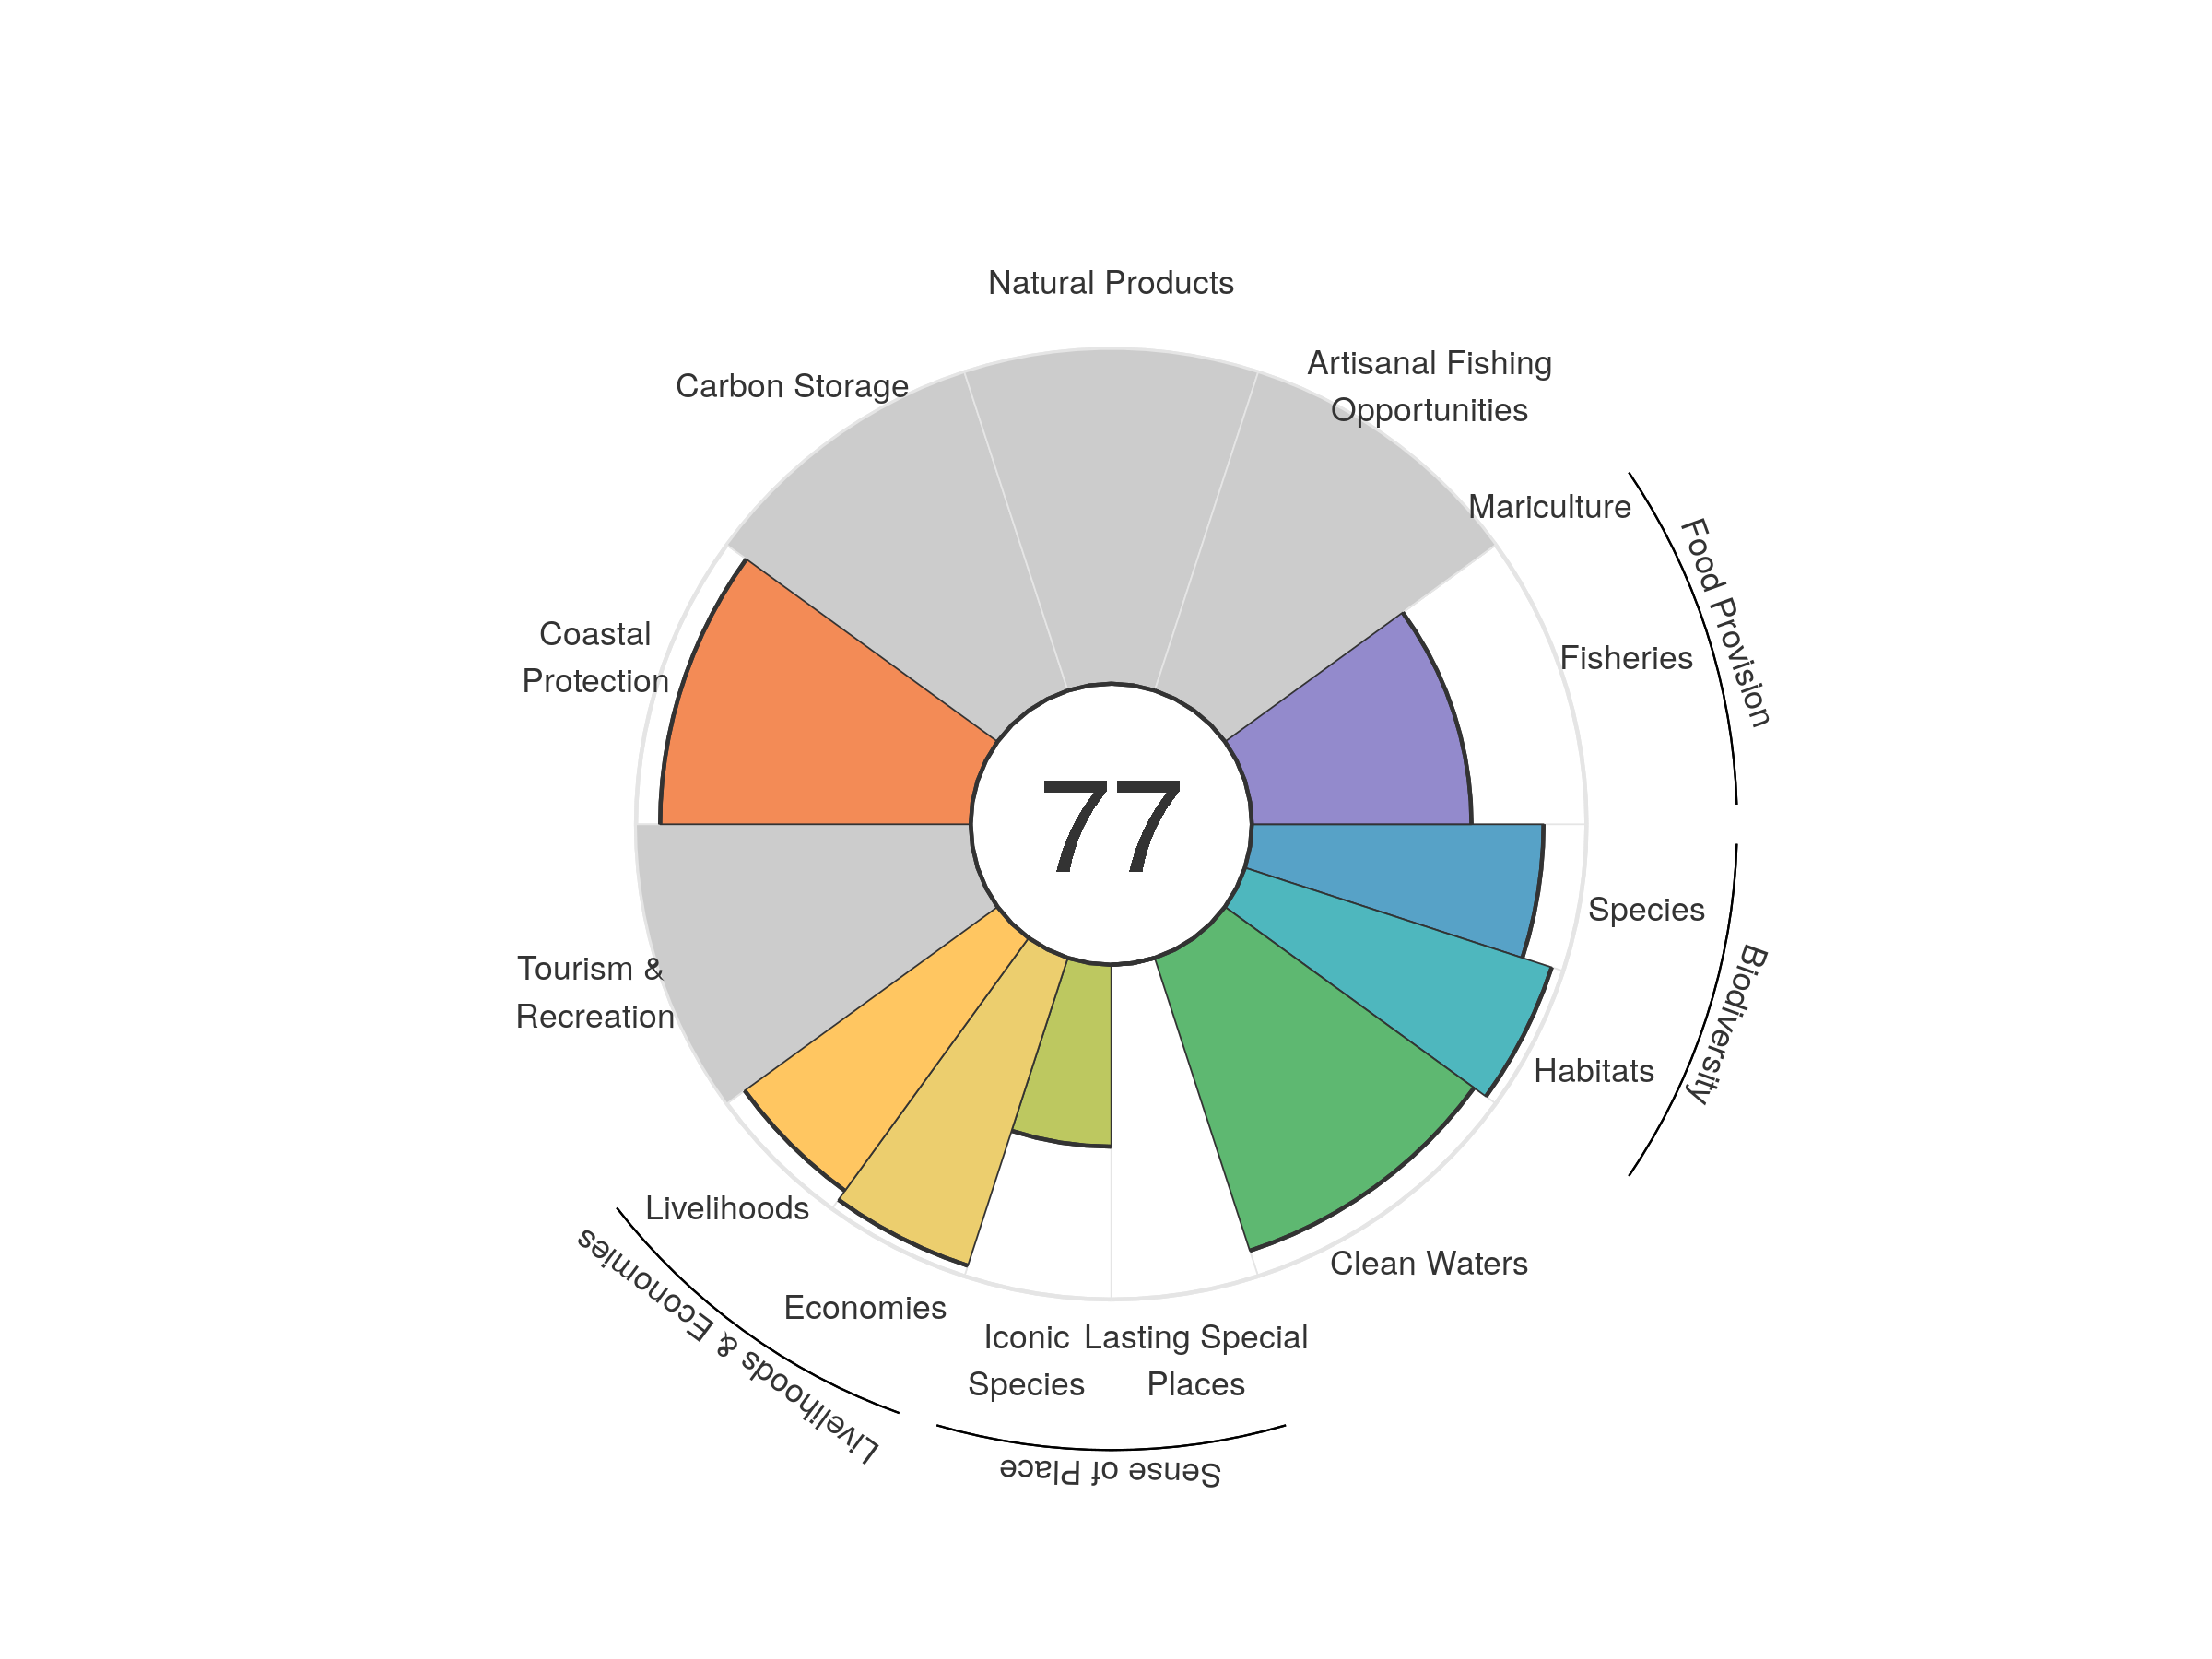 Natural Products
Artisanal Fishing
Opportunities
Carbon Storage
Mariculture
Food Provision
Fisheries
Coastal
Protection
77
Species
Biodiversity
Tourism &
Recreation
Habitats
Livelihoods
Clean Waters
Economies
Livelihoods & Economies
Iconic
Species
Lasting Special
Places
Sense of Place